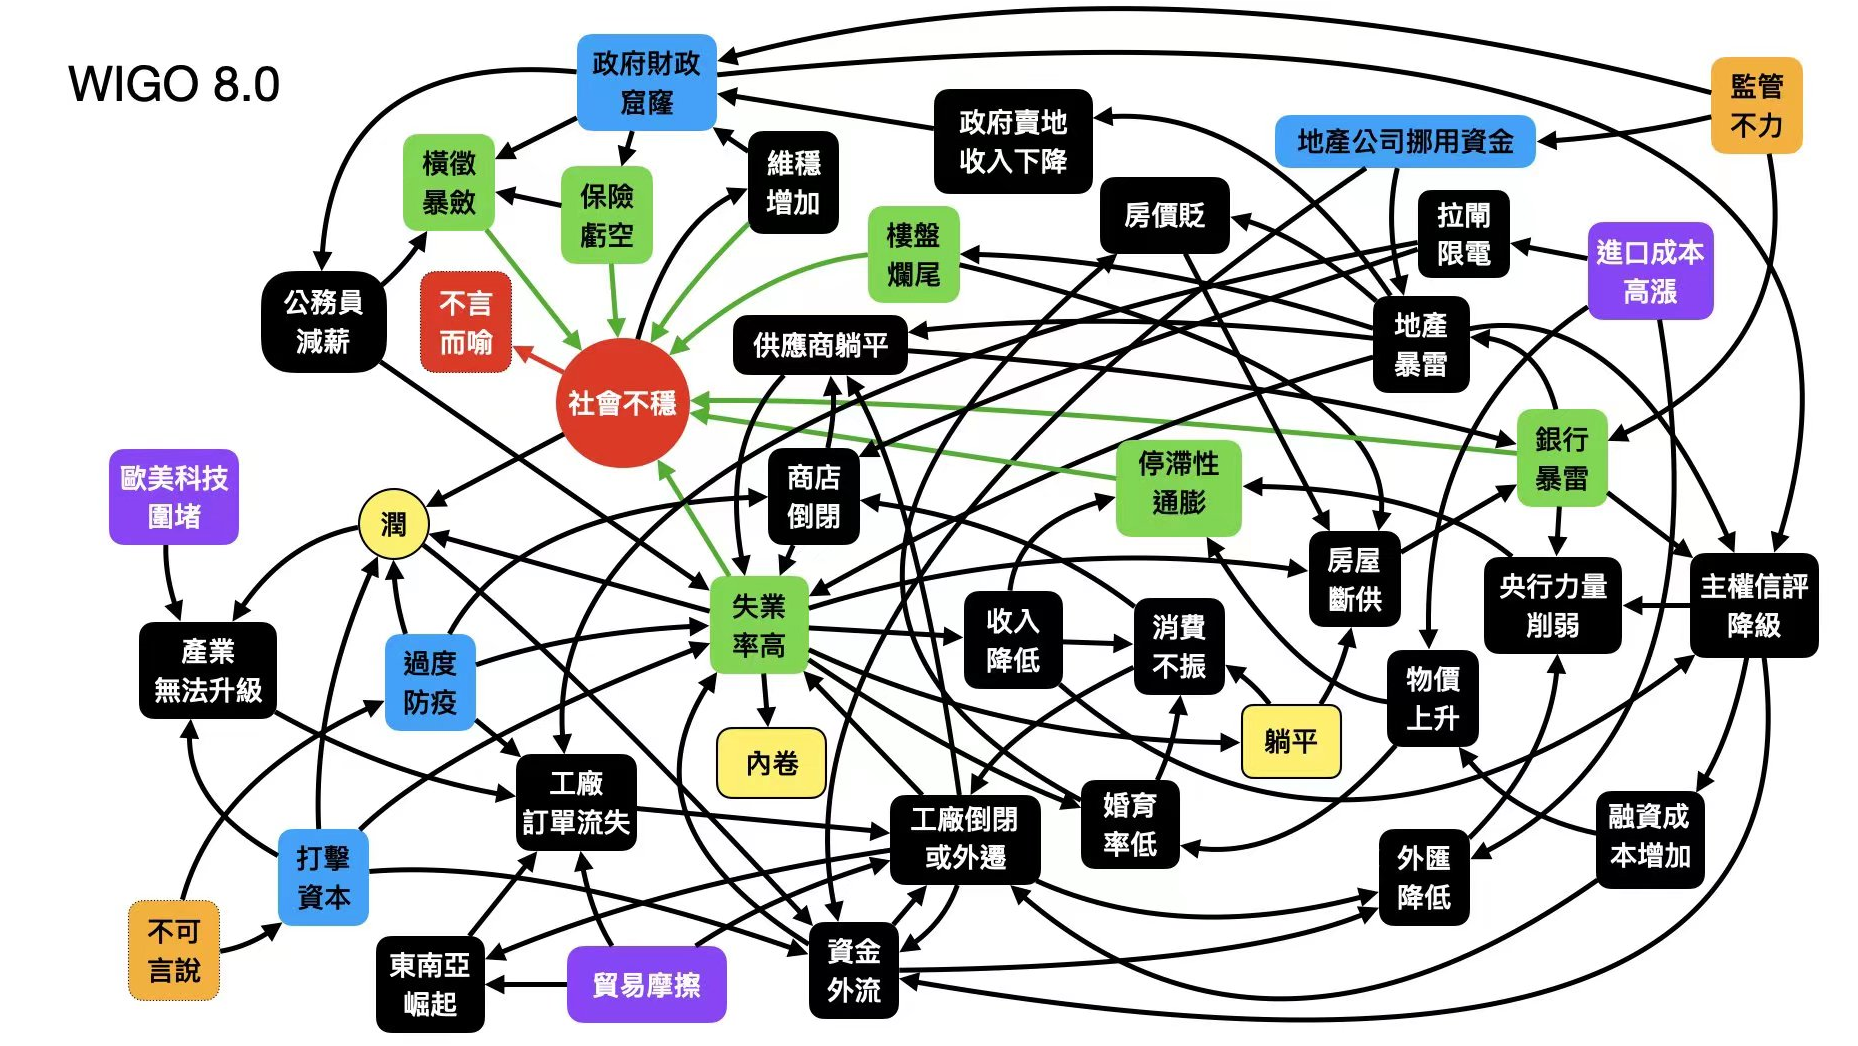 WIGO 8.0
政府財政
窟窿
監管
不力
政府賣地
收入下降
地產公司挪用資金
橫徵
暴斂
保險
虧空
維穩
增加
樓盤
爛尾
房價貶
拉閘
限電
進口成本
高漲
公務員
減薪
不言
而喻
社會不穩
供應商躺平
地產
暴雷
歐美科技
圍堵
潤
商店
倒閉
停滯性
通膨
銀行
暴雷
房屋
斷供
央行力量
削弱
主權信評
降級
產業
無法升級
過度
防疫
失業
率高
收入
降低
消費
不振
物價
上升
內卷
躺平
工廠
訂單流失
工廠倒閉
或外遷
婚育
率低
融資成
本增加
打擊
資本
外匯
降低
不可
言說
東南亞
崛起
貿易摩擦
資金
外流